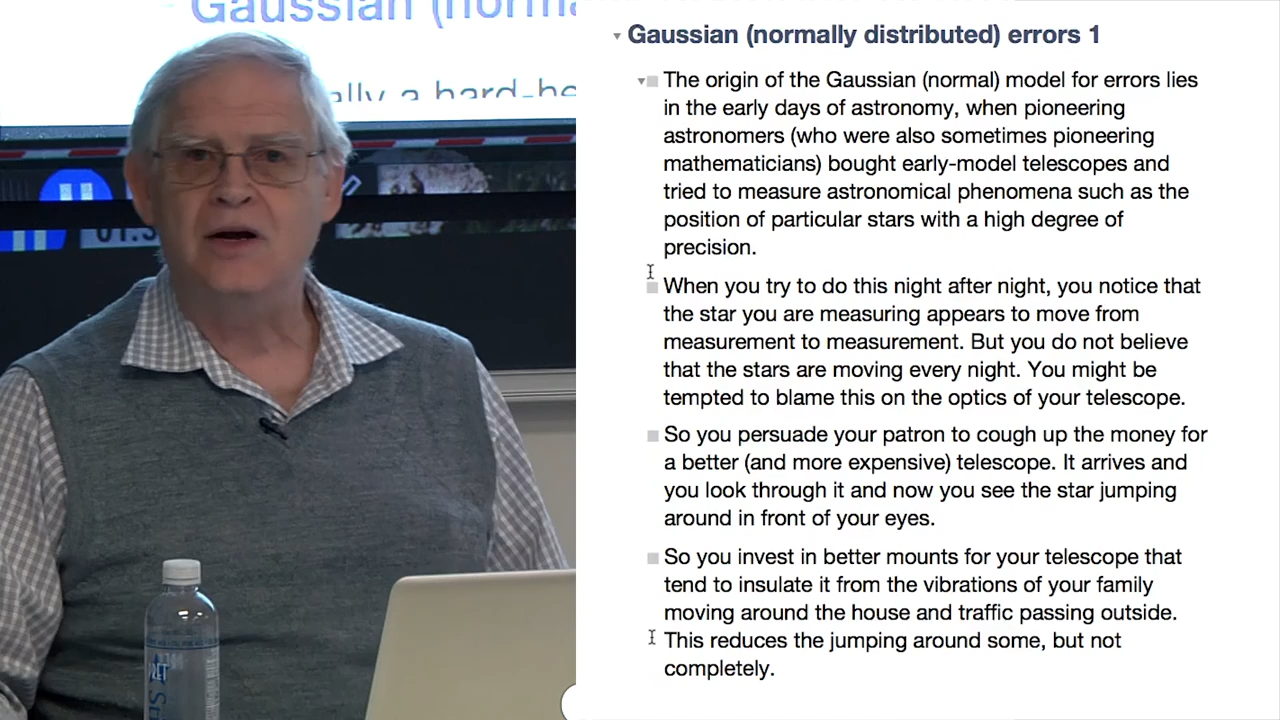 Gaussian (norma
ally a hard-he
Gaussian (normally distributed) errors 1
The origin of the Gaussian (normal) model for errors lies
in the early days of astronomy, when pioneering
astronomers (who were also sometimes pioneering
mathematicians) bought early-model telescopes and
tried to measure astronomical phenomena such as the
position of particular stars with a high degree of
precision.
When you try to do this night after night, you notice that
the star you are measuring appears to move from
measurement to measurement. But you do not believe
that the stars are moving every night. You might be
tempted to blame this on the optics of your telescope.
So you persuade your patron to cough up the money for
a better (and more expensive) telescope. It arrives and
you look through it and now you see the star jumping
around in front of your eyes.
So you invest in better mounts for your telescope that
tend to insulate it from the vibrations of your family
moving around the house and traffic passing outside.
This reduces the jumping around some, but not
completely.